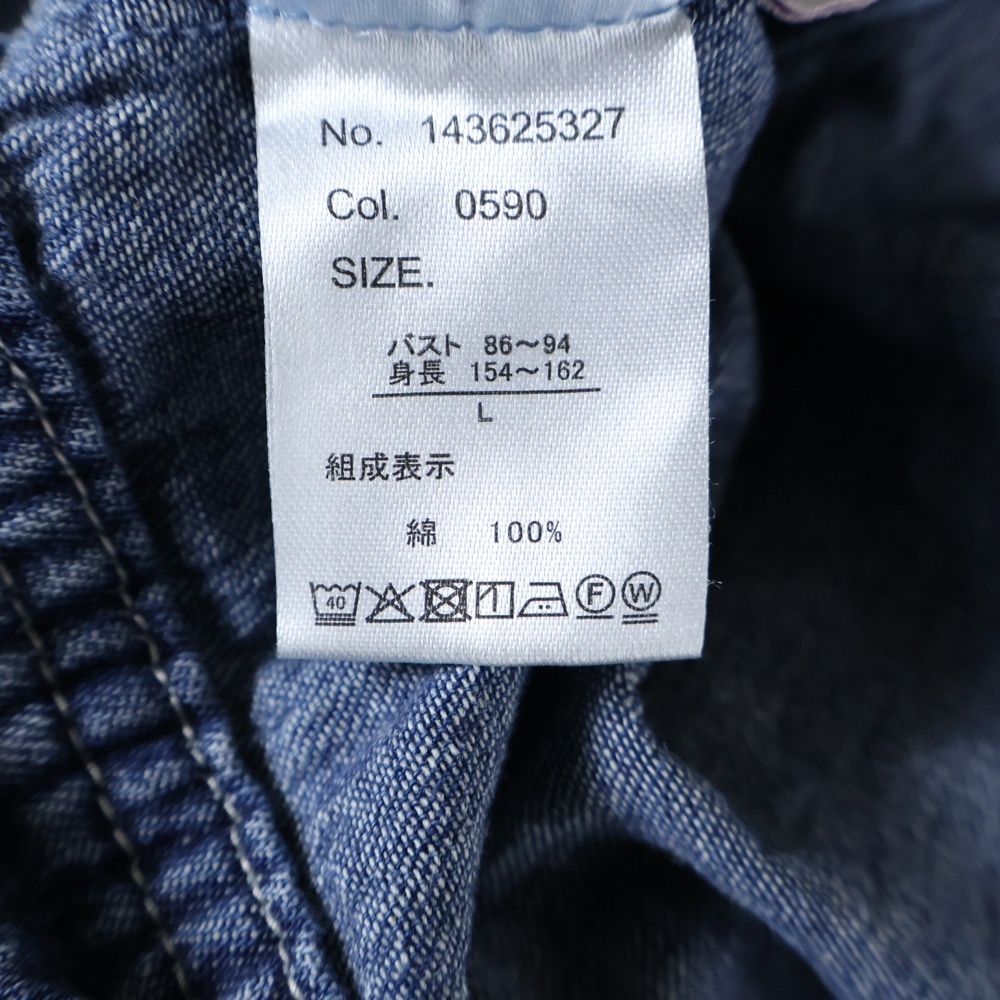 No. 143625327
Col. 0590
SIZE.
バスト 86～94
身長 154～162
L
組成表示
綿 100%
40 F W